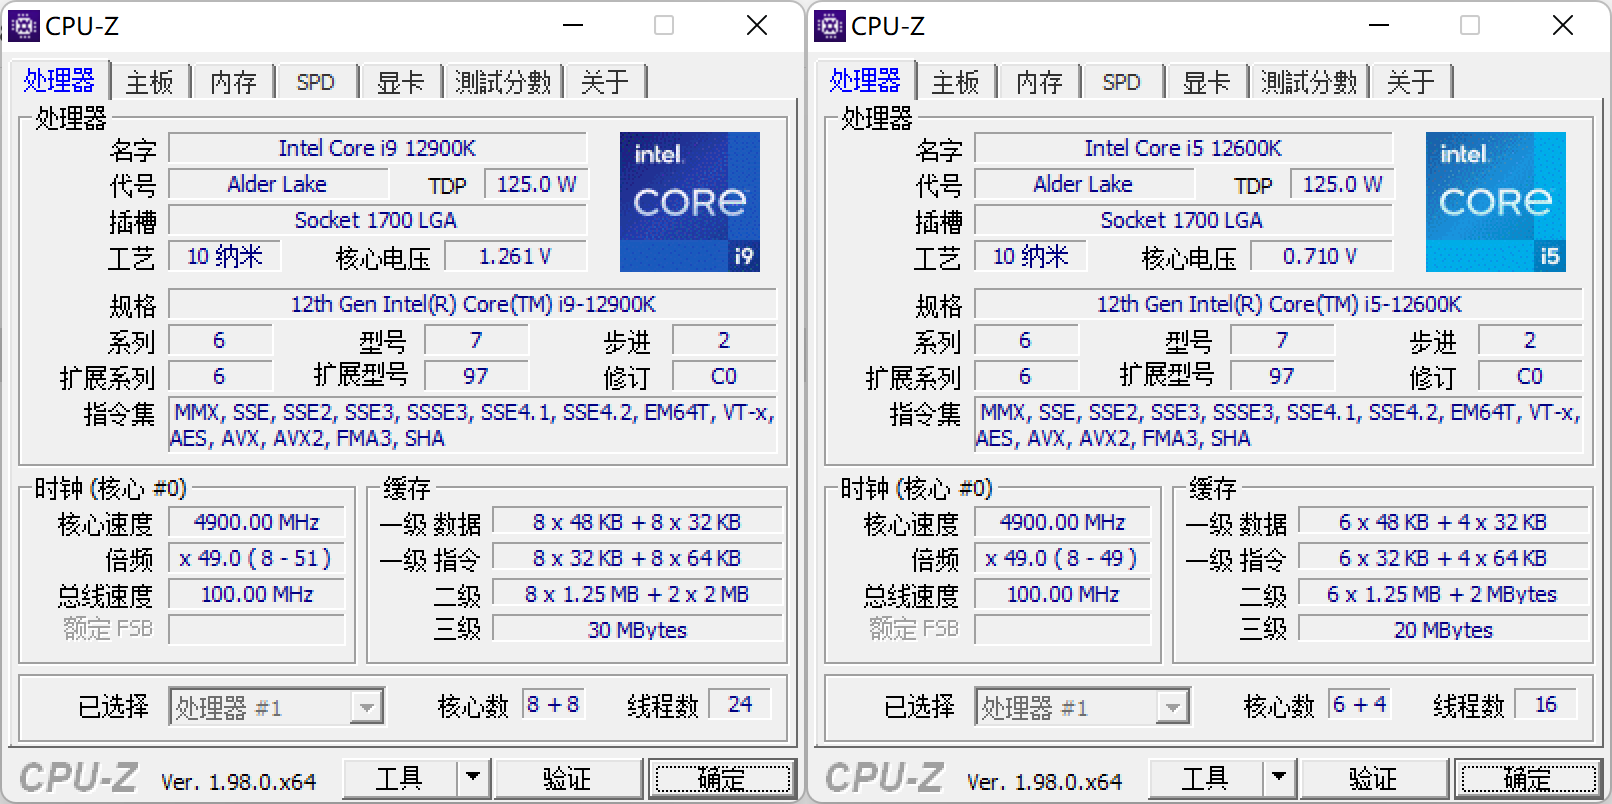 CPU-Z
处理器 主板 内存 SPD 显卡 測試分數 关于
处理器
名字 Intel Core i9 12900K
代号 Alder Lake TDP 125.0 W
插槽 Socket 1700 LGA
工艺 10 纳米 核心电压 1.261 V
intel CORE i9
规格 12th Gen Intel(R) Core(TM) i9-12900K
系列 6 型号 7 步进 2
扩展系列 6 扩展型号 97 修订 C0
指令集 MMX, SSE, SSE2, SSE3, SSSE3, SSE4.1, SSE4.2, EM64T, VT-x,
AES, AVX, AVX2, FMA3, SHA
时钟 (核心 #0)
核心速度 4900.00 MHz
倍频 x 49.0 ( 8 - 51 )
总线速度 100.00 MHz
额定 FSB
缓存
一级 数据 8 x 48 KB + 8 x 32 KB
一级 指令 8 x 32 KB + 8 x 64 KB
二级 8 x 1.25 MB + 2 x 2 MB
三级 30 MBytes
已选择 处理器 #1 核心数 8 + 8 线程数 24
CPU-Z Ver. 1.98.0.x64 工具 验证 确定
CPU-Z
处理器 主板 内存 SPD 显卡 測試分數 关于
处理器
名字 Intel Core i5 12600K
代号 Alder Lake TDP 125.0 W
插槽 Socket 1700 LGA
工艺 10 纳米 核心电压 0.710 V
intel CORE i5
规格 12th Gen Intel(R) Core(TM) i5-12600K
系列 6 型号 7 步进 2
扩展系列 6 扩展型号 97 修订 C0
指令集 MMX, SSE, SSE2, SSE3, SSSE3, SSE4.1, SSE4.2, EM64T, VT-x,
AES, AVX, AVX2, FMA3, SHA
时钟 (核心 #0)
核心速度 4900.00 MHz
倍频 x 49.0 ( 8 - 49 )
总线速度 100.00 MHz
额定 FSB
缓存
一级 数据 6 x 48 KB + 4 x 32 KB
一级 指令 6 x 32 KB + 4 x 64 KB
二级 6 x 1.25 MB + 2 MBytes
三级 20 MBytes
已选择 处理器 #1 核心数 6 + 4 线程数 16
CPU-Z Ver. 1.98.0.x64 工具 验证 确定